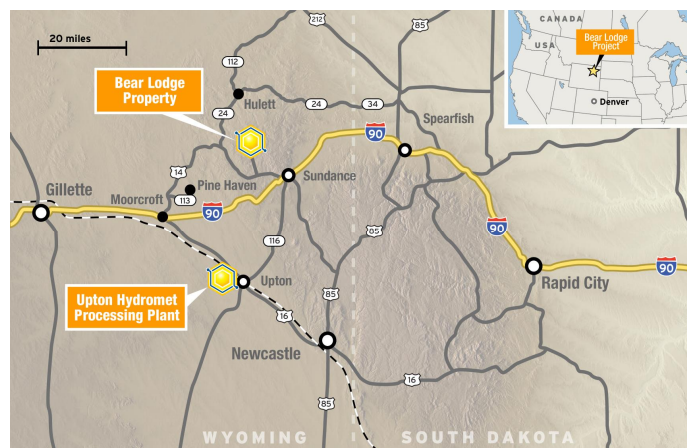 20 miles
212
85
CANADA
USA
Bear Lodge
Project
Denver
112
Bear Lodge
Property
Hulett
24
24
34
Spearfish
90
14
Gillette
Pine Haven
Sundance
Moorcroft
113
90
90
85
116
90
Rapid City
Upton
Upton Hydromet
Processing Plant
85
16
Newcastle
16
85
WYOMING
SOUTH DAKOTA